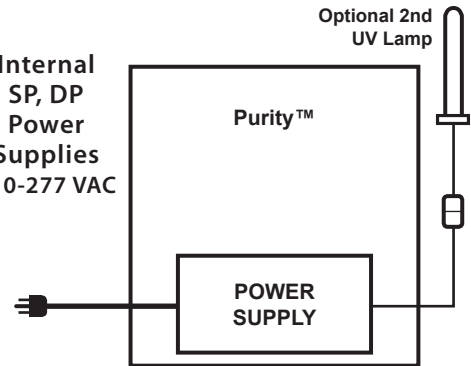 Optional 2nd
UV Lamp
Internal
SP, DP
Power
Supplies
0-277 VAC
Purity™
POWER
SUPPLY